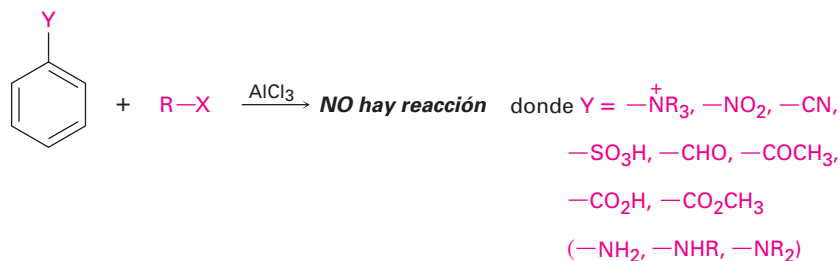 Y
+ R—X AlCl₃ NO hay reacción donde Y = —N⁺R₃, —NO₂, —CN,
—SO₃H, —CHO, —COCH₃,
—CO₂H, —CO₂CH₃
(—NH₂, —NHR, —NR₂)